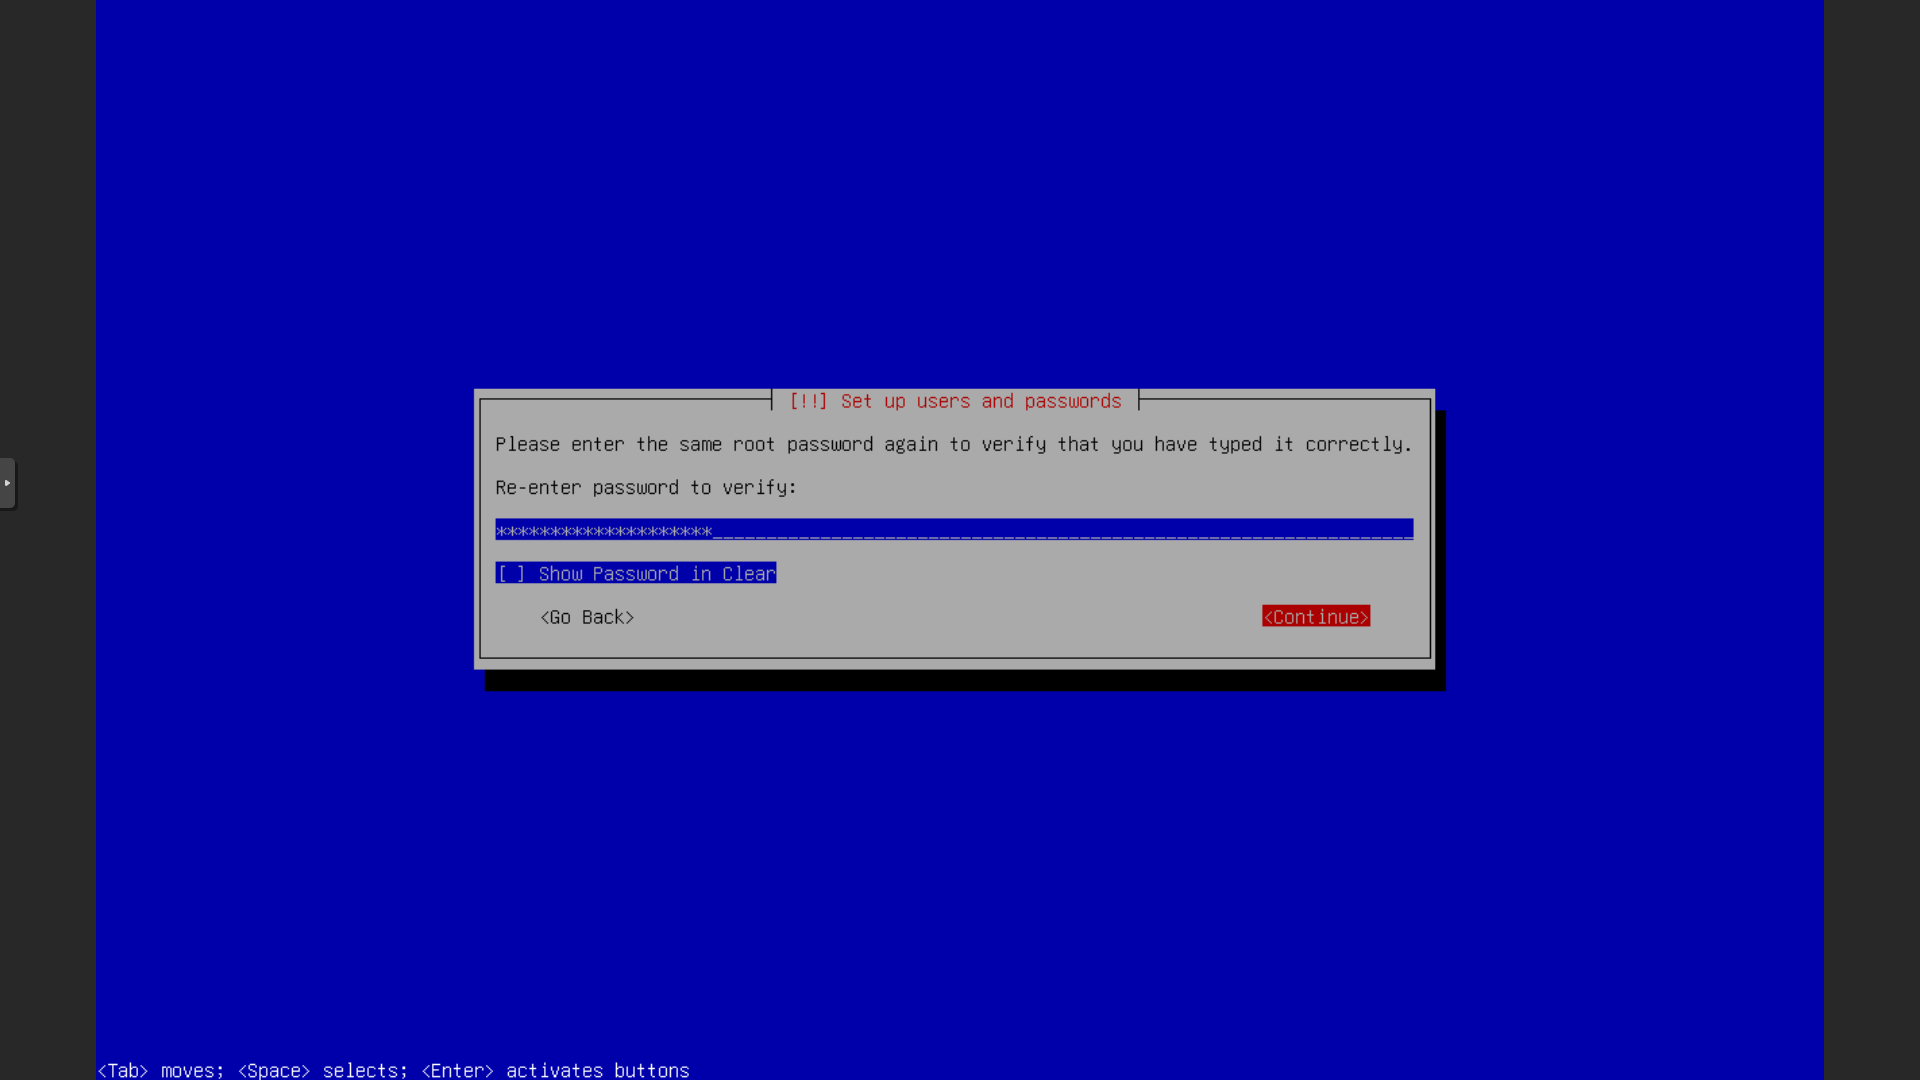 [!!] Set up users and passwords
Please enter the same root password again to verify that you have typed it correctly.
Re-enter password to verify:
********************_________________________________________________________________
[ ] Show Password in Clear
<Go Back> <Continue>
<Tab> moves; <Space> selects; <Enter> activates buttons